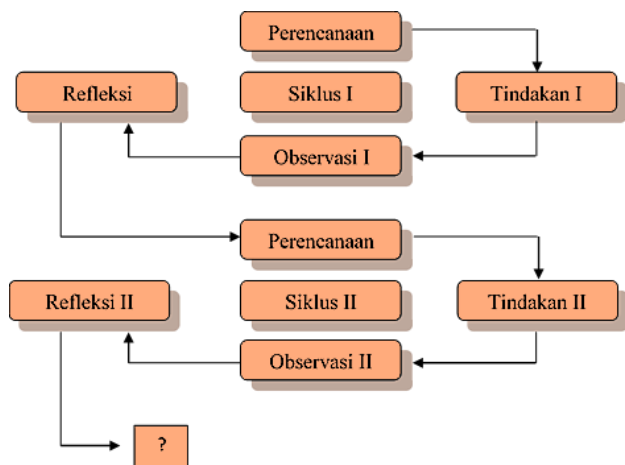 Perencanaan
Refleksi
Siklus I
Tindakan I
Observasi I
Perencanaan
Refleksi II
Siklus II
Tindakan II
Observasi II
?